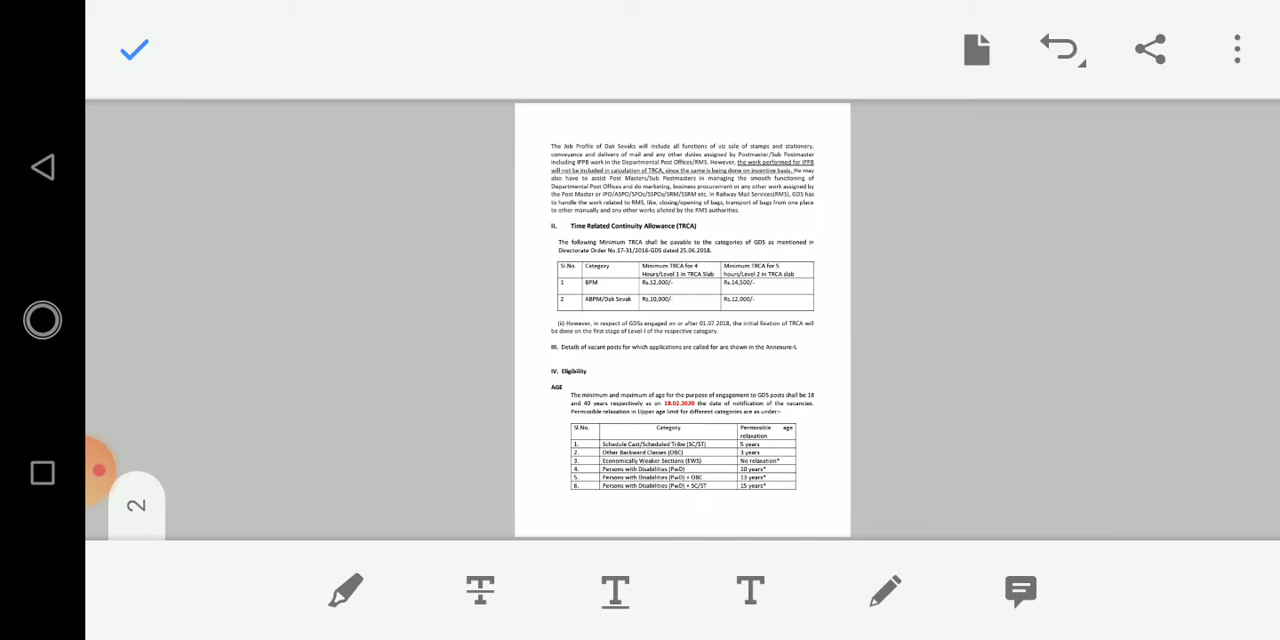 The Job Profile of Dak Sevaks will include all functions of viz sale of stamps and stationery,
conveyance and delivery of mail and any other duties assigned by Postmaster/Sub Postmaster
including IPPB work in the Departmental Post Offices/RMS. However, the work performed for IPPB
will not be included in calculation of TRCA, since the same is being done on incentive basis. He may
also have to assist Post Masters/Sub Postmasters in managing the smooth functioning of
Departmental Post Offices and do marketing, business procurement or any other work assigned by
the Post Master or IPO/ASPO/SPOs/SSPOs/SRM/SSRM etc. In Railway Mail Services(RMS), GDS has
to handle the work related to RMS, like, closing/opening of bags, transport of bags from one place
to other manually and any other works alloted by the RMS authorities.
II. Time Related Continuity Allowance (TRCA)
The following Minimum TRCA shall be payable to the categories of GDS as mentioned in
Directorate Order No.17-31/2016-GDS dated 25.06.2018.
Sl.No. Category Minimum TRCA for 4 Minimum TRCA for 5
Hours/Level 1 in TRCA Slab hours/Level 2 in TRCA slab
1 BPM Rs.12,000/- Rs.14,500/-
2 ABPM/Dak Sevak Rs.10,000/- Rs.12,000/-
(ii) However, in respect of GDSs engaged on or after 01.07.2018, the initial fixation of TRCA will
be done on the first stage of Level-I of the respective category.
III. Details of vacant posts for which applications are called for are shown in the Annexure-I.
IV. Eligibility
AGE
The minimum and maximum of age for the purpose of engagement to GDS posts shall be 18
and 40 years respectively as on 18.02.2020 the date of notification of the vacancies.
Permissible relaxation in Upper age limit for different categories are as under:-
Sl.No. Category Permissible age
relaxation
1. Schedule Cast/Scheduled Tribe (SC/ST) 5 years
2. Other Backward Classes (OBC) 3 years
3. Economically Weaker Sections (EWS) No relaxation*
4. Persons with Disabilities (PwD) 10 years*
5. Persons with Disabilities (PwD) + OBC 13 years*
6. Persons with Disabilities (PwD) + SC/ST 15 years*
2
T T T